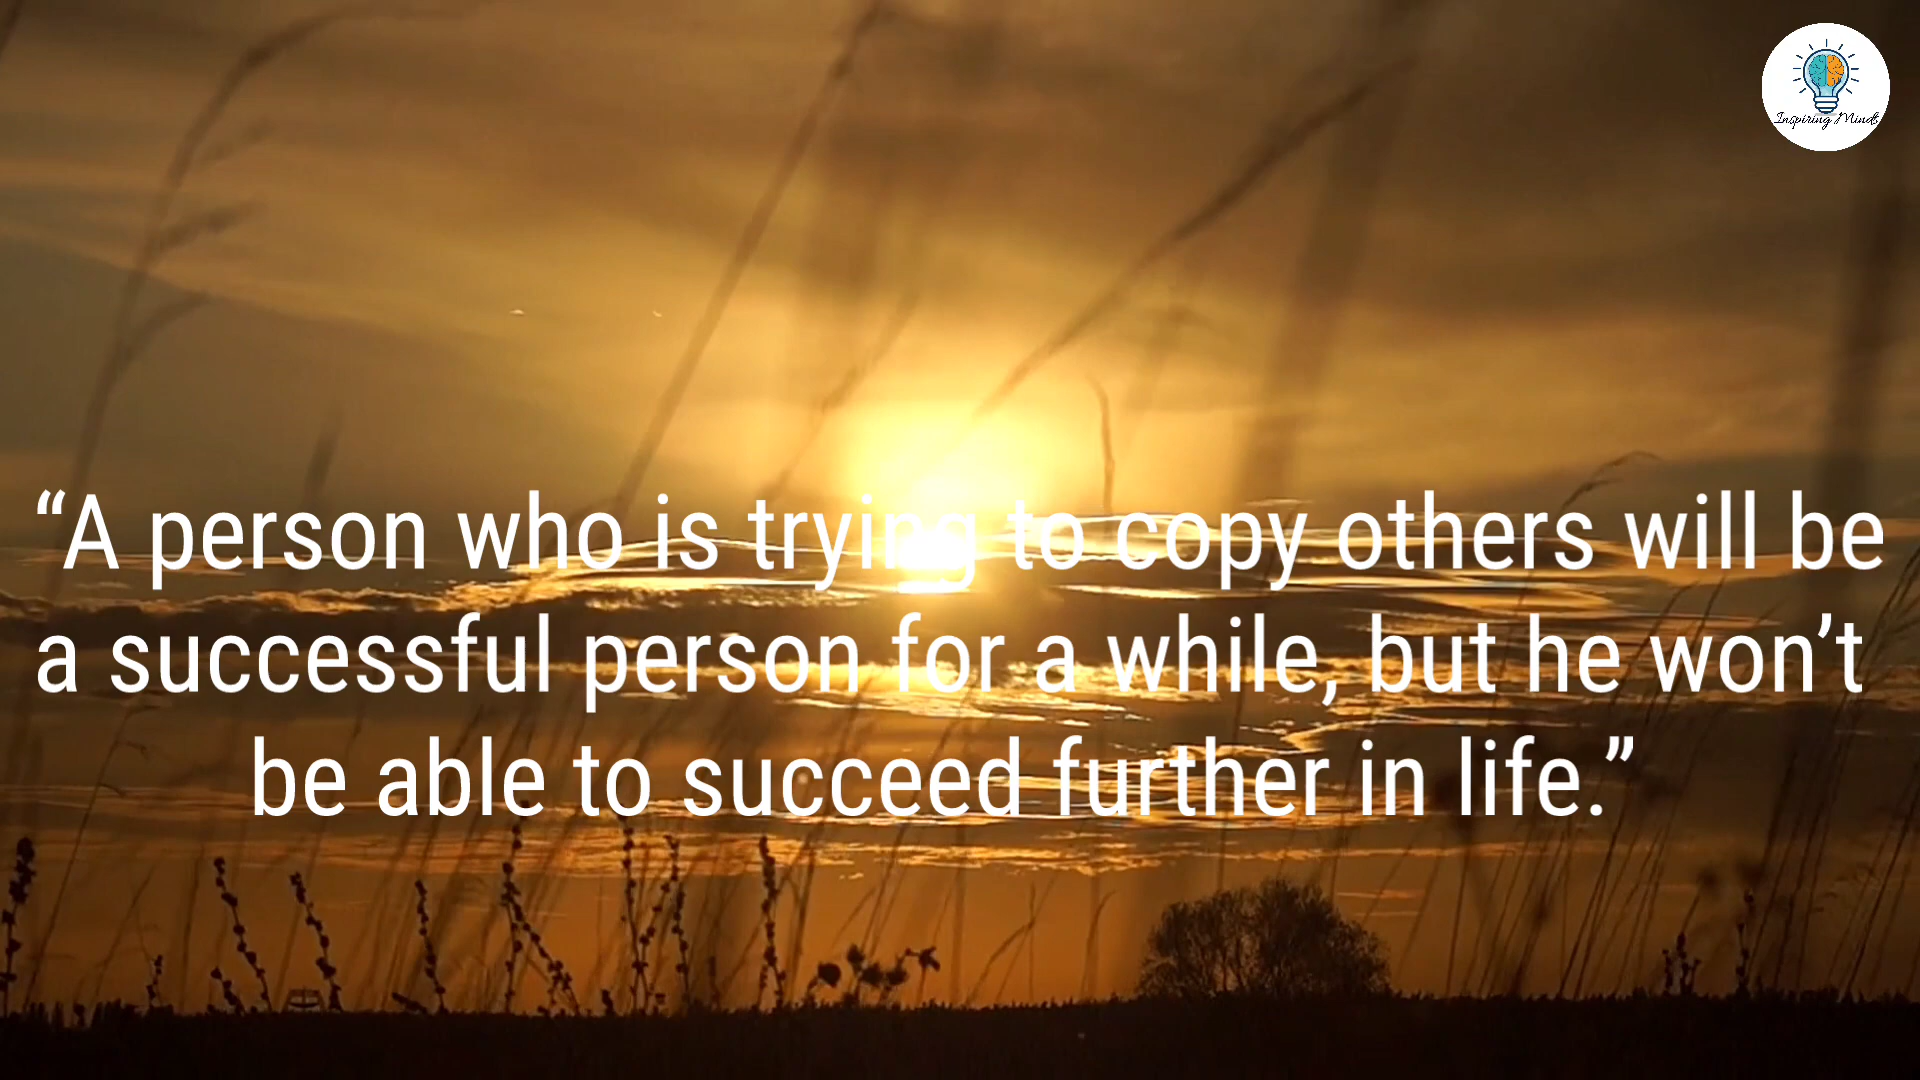 Inspiring Minds
“A person who is trying to copy others will be
a successful person for a while, but he won’t
be able to succeed further in life.”